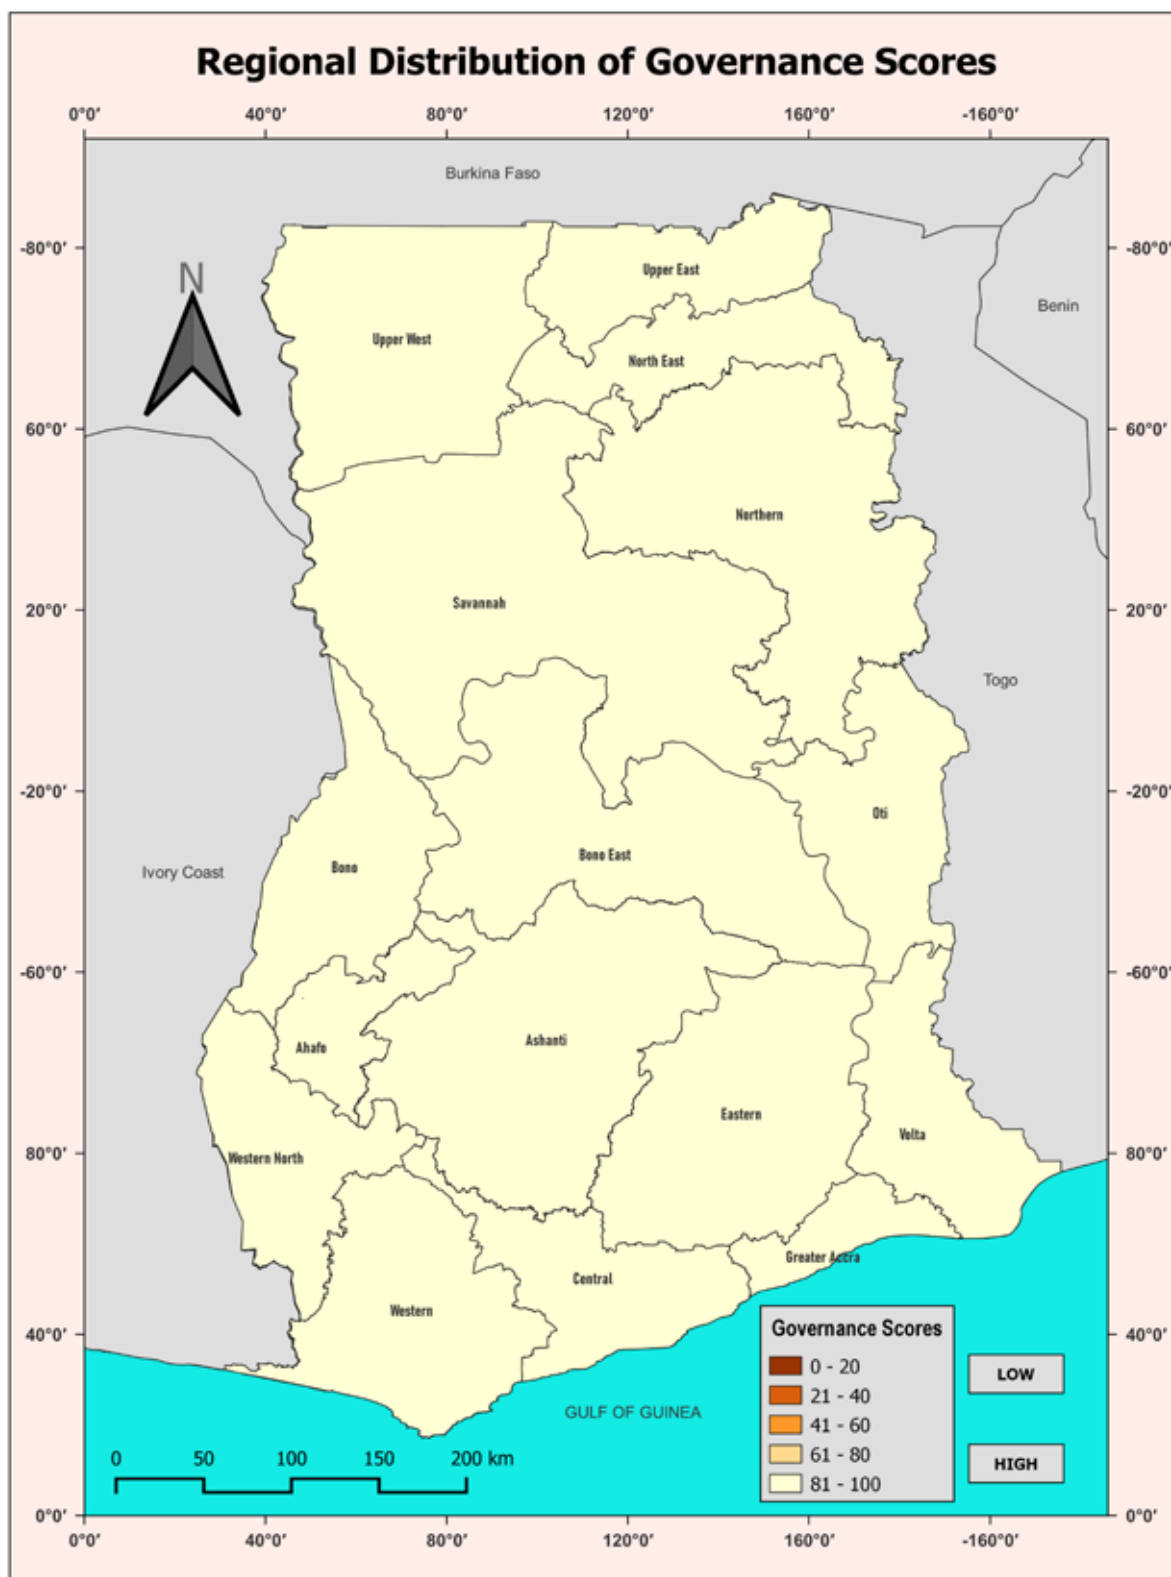 Regional Distribution of Governance Scores
0°0' 40°0' 80°0' 120°0' 160°0' -160°0'
Burkina Faso
-80°0' -80°0'
Upper East
N
Benin
Upper West
North East
60°0' 60°0'
Northern
Savannah
20°0' 20°0'
Togo
-20°0' -20°0'
Oti
Bono East
Bono
Ivory Coast
-60°0' -60°0'
Ashanti
Ahafo
Eastern
Volta
80°0' 80°0'
Western North
Greater Accra
Central
Western
Governance Scores
40°0' 40°0'
0 - 20
LOW
21 - 40
GULF OF GUINEA
41 - 60
61 - 80
HIGH
81 - 100
0 50 100 150 200 km
0°0' 0°0'
0°0' 40°0' 80°0' 120°0' 160°0' -160°0'